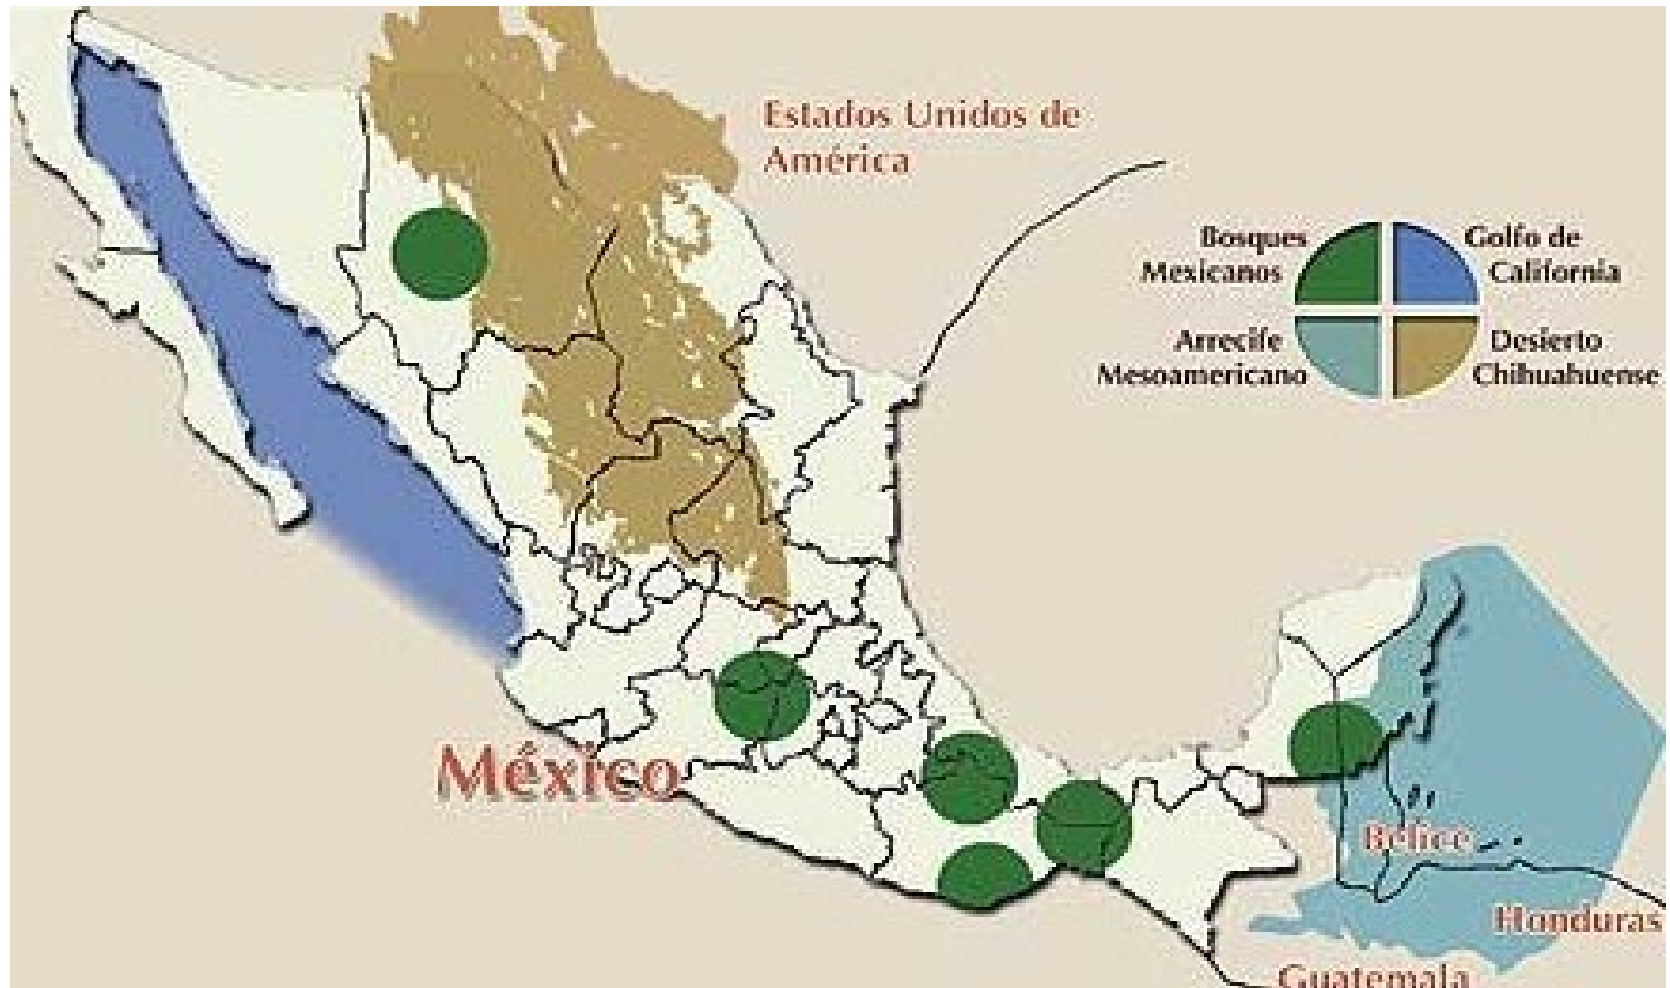 Estados Unidos de
América
Bosques
Mexicanos
Golfo de
California
Arrecife
Mesoamericano
Desierto
Chihuahuense
México
Belice
Honduras
Guatemala